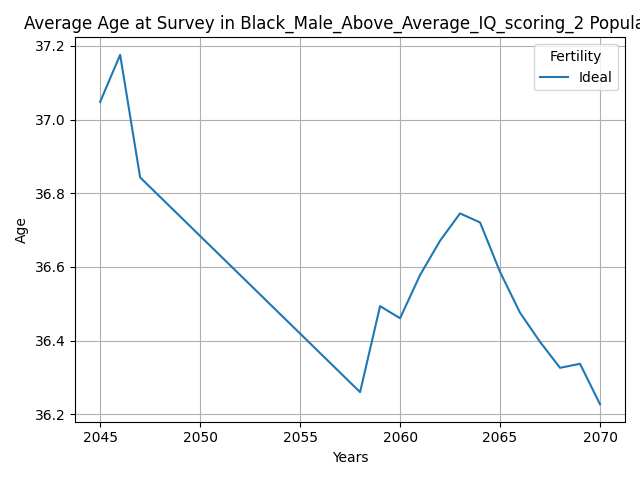 Average Age at Survey in Black_Male_Above_Average_IQ_scoring_2 Popula
37.2
37.0
36.8
36.6
36.4
36.2
Age
Fertility
Ideal
2045 2050 2055 2060 2065 2070
Years